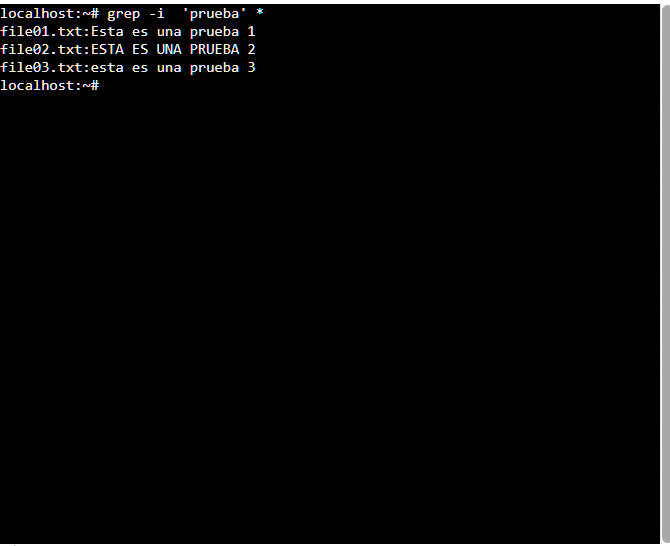 localhost:~# grep -i  'prueba' *
file01.txt:Esta es una prueba 1
file02.txt:ESTA ES UNA PRUEBA 2
file03.txt:esta es una prueba 3
localhost:~#